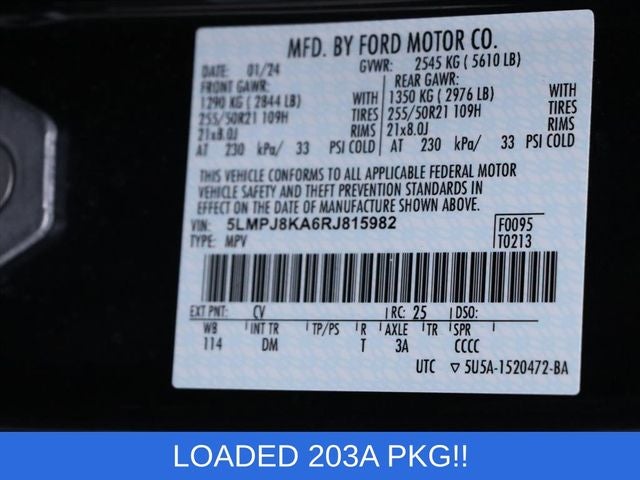 MFD. BY FORD MOTOR CO.
DATE: 01/24 GVWR: 2545 KG ( 5610 LB)
FRONT GAWR: REAR GAWR:
1290 KG ( 2844 LB) WITH 1350 KG ( 2976 LB) WITH
255/50R21 109H TIRES 255/50R21 109H TIRES
21x8.0J RIMS 21x8.0J RIMS
AT 230 kPa/ 33 PSI COLD AT 230 kPa/ 33 PSI COLD
THIS VEHICLE CONFORMS TO ALL APPLICABLE FEDERAL MOTOR
VEHICLE SAFETY AND THEFT PREVENTION STANDARDS IN
EFFECT ON THE DATE OF MANUFACTURE SHOWN ABOVE.
VIN: 5LMPJ8KA6RJ815982 F0095
TYPE: MPV T0213
EXT PNT: CV RC: 25 DSO:
WB INT TR TP/PS R AXLE TR SPR
114 DM T 3A CCCC
UTC ▽ 5U5A-1520472-BA
LOADED 203A PKG!!